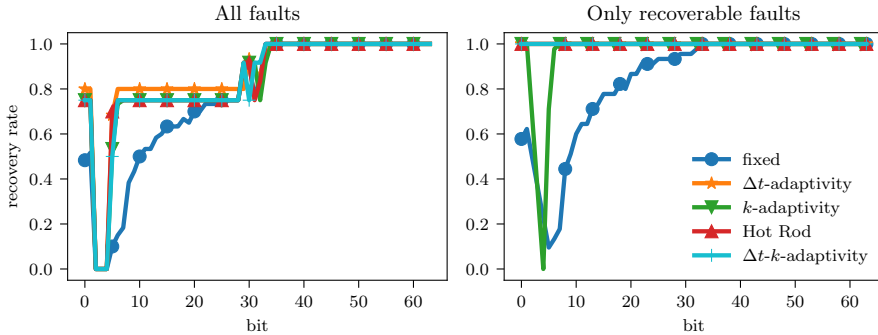 All faults
Only recoverable faults
recovery rate
1.0
0.8
0.6
0.4
0.2
0.0
0 10 20 30 40 50 60
bit
1.0
0.8
0.6
0.4
0.2
0.0
0 10 20 30 40 50 60
bit
fixed
Δt-adaptivity
k-adaptivity
Hot Rod
Δt-k-adaptivity